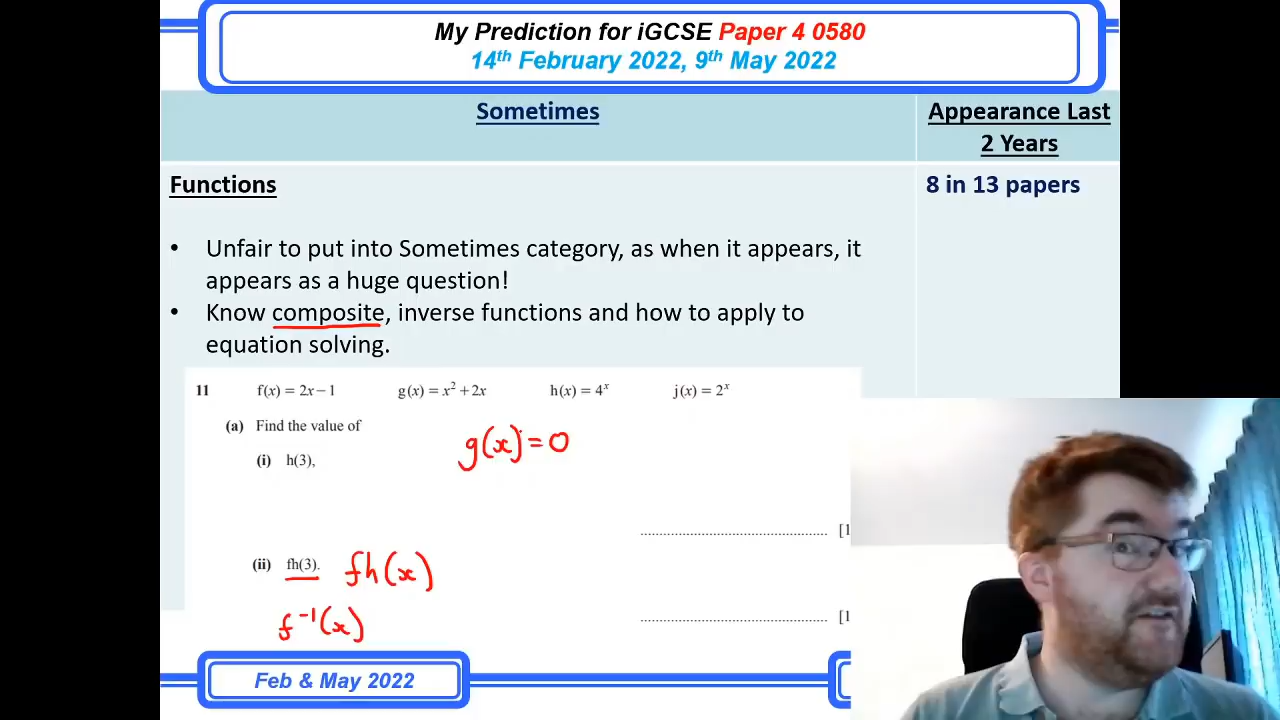 My Prediction for iGCSE Paper 4 0580
14th February 2022, 9th May 2022
Sometimes
Appearance Last
2 Years
Functions
8 in 13 papers
• Unfair to put into Sometimes category, as when it appears, it
appears as a huge question!
• Know composite, inverse functions and how to apply to
equation solving.
11 f(x) = 2x − 1 g(x) = x² + 2x h(x) = 4ˣ j(x) = 2ˣ
(a) Find the value of
g(x) = 0
(i) h(3),
.................................................. [1
(ii) fh(3). fh(x)
f⁻¹(x)
.................................................. [1
Feb & May 2022